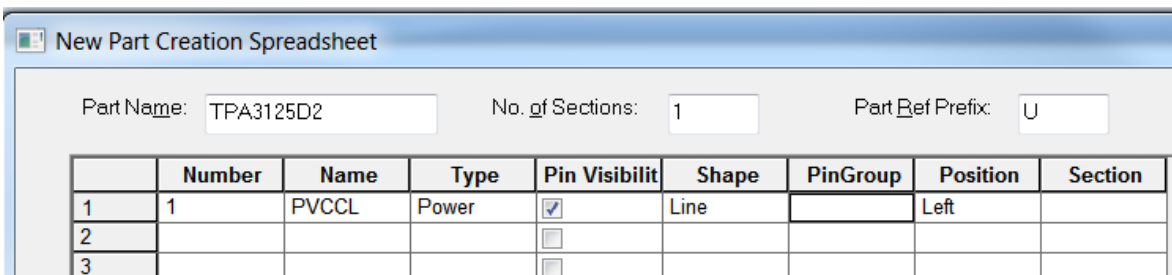 New Part Creation Spreadsheet
Part Name: TPA3125D2 No. of Sections: 1 Part Ref Prefix: U
Number Name Type Pin Visibilit Shape PinGroup Position Section
1 1 PVCCL Power Line Left
2
3